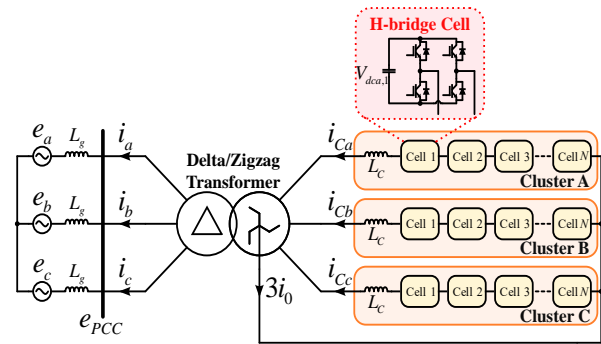 H-bridge Cell
V_{dca,1}
e_a
L_g
i_a
Delta/Zigzag
Transformer
i_{Ca}
L_C
Cell 1
Cell 2
Cell 3
Cell N
Cluster A
e_b
L_g
i_b
i_{Cb}
L_C
Cell 1
Cell 2
Cell 3
Cell N
Cluster B
e_c
L_g
i_c
3i_0
i_{Cc}
L_C
Cell 1
Cell 2
Cell 3
Cell N
Cluster C
e_{PCC}